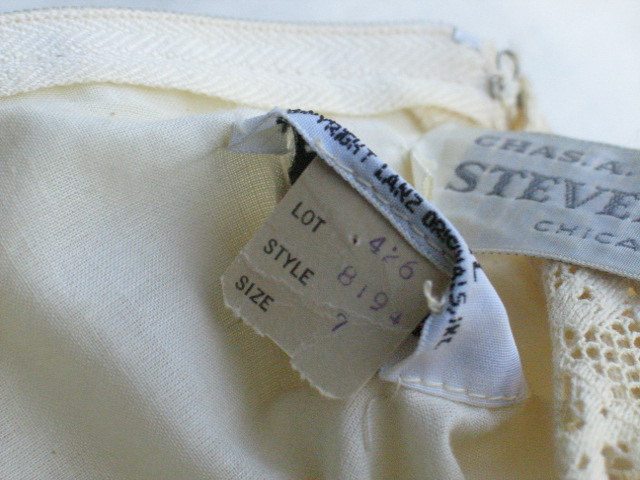 COPYRIGHT LANZ ORIGINALS, INC.
LOT 426
STYLE 8194
SIZE 7
CHAS. A.
STEVE
CHICA